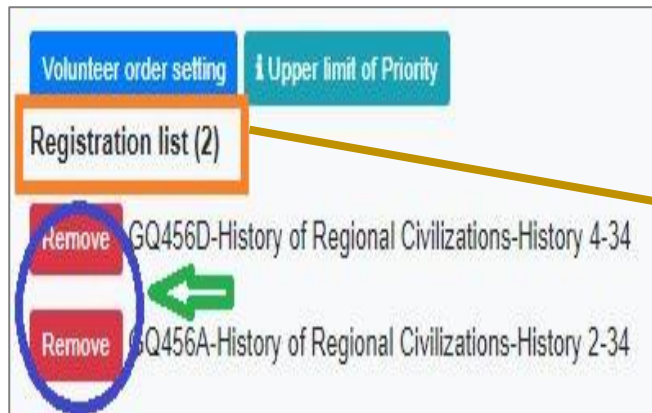 Volunteer order setting ℹ Upper limit of Priority
Registration list (2)
Remove GQ456D-History of Regional Civilizations-History 4-34
Remove GQ456A-History of Regional Civilizations-History 2-34